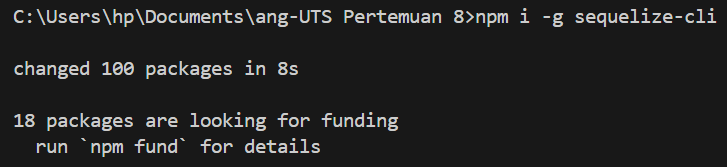 C:\Users\hp\Documents\ang-UTS Pertemuan 8>npm i -g sequelize-cli
changed 100 packages in 8s
18 packages are looking for funding
  run `npm fund` for details